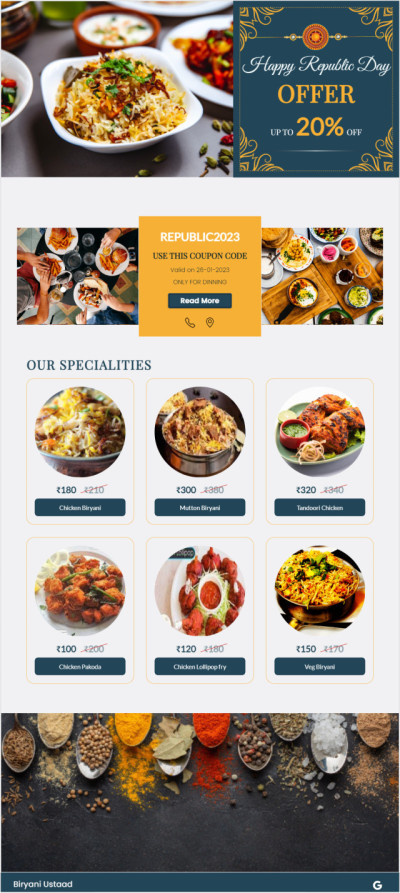 Happy Republic Day
OFFER
UP TO 20% OFF
REPUBLIC2023
USE THIS COUPON CODE
Valid on 26-01-2023
ONLY FOR DINNING
Read More
OUR SPECIALITIES
₹180 ₹210
Chicken Biryani
₹300 ₹380
Mutton Biryani
₹320 ₹340
Tandoori Chicken
₹100 ₹200
Chicken Pakoda
₹120 ₹180
Chicken Lollipop fry
₹150 ₹170
Veg Biryani
Biryani Ustaad
G